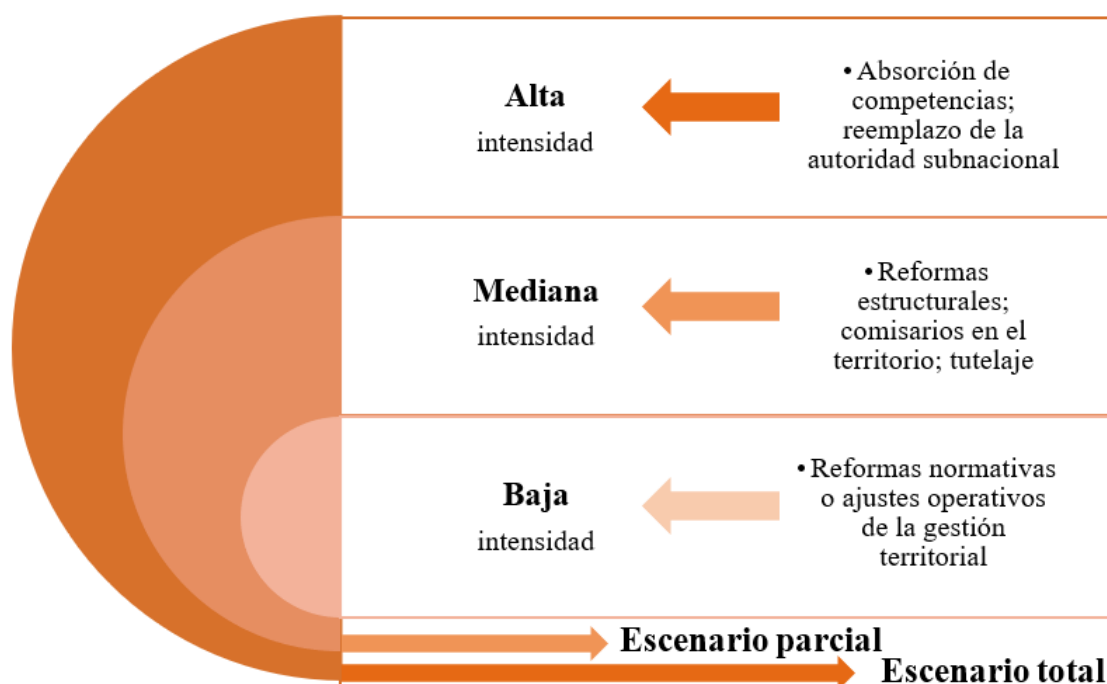 Alta
intensidad
• Absorción de
competencias;
reemplazo de la
autoridad subnacional
Mediana
intensidad
• Reformas
estructurales;
comisarios en el
territorio; tutelaje
Baja
intensidad
• Reformas normativas
o ajustes operativos
de la gestión
territorial
Escenario parcial
Escenario total